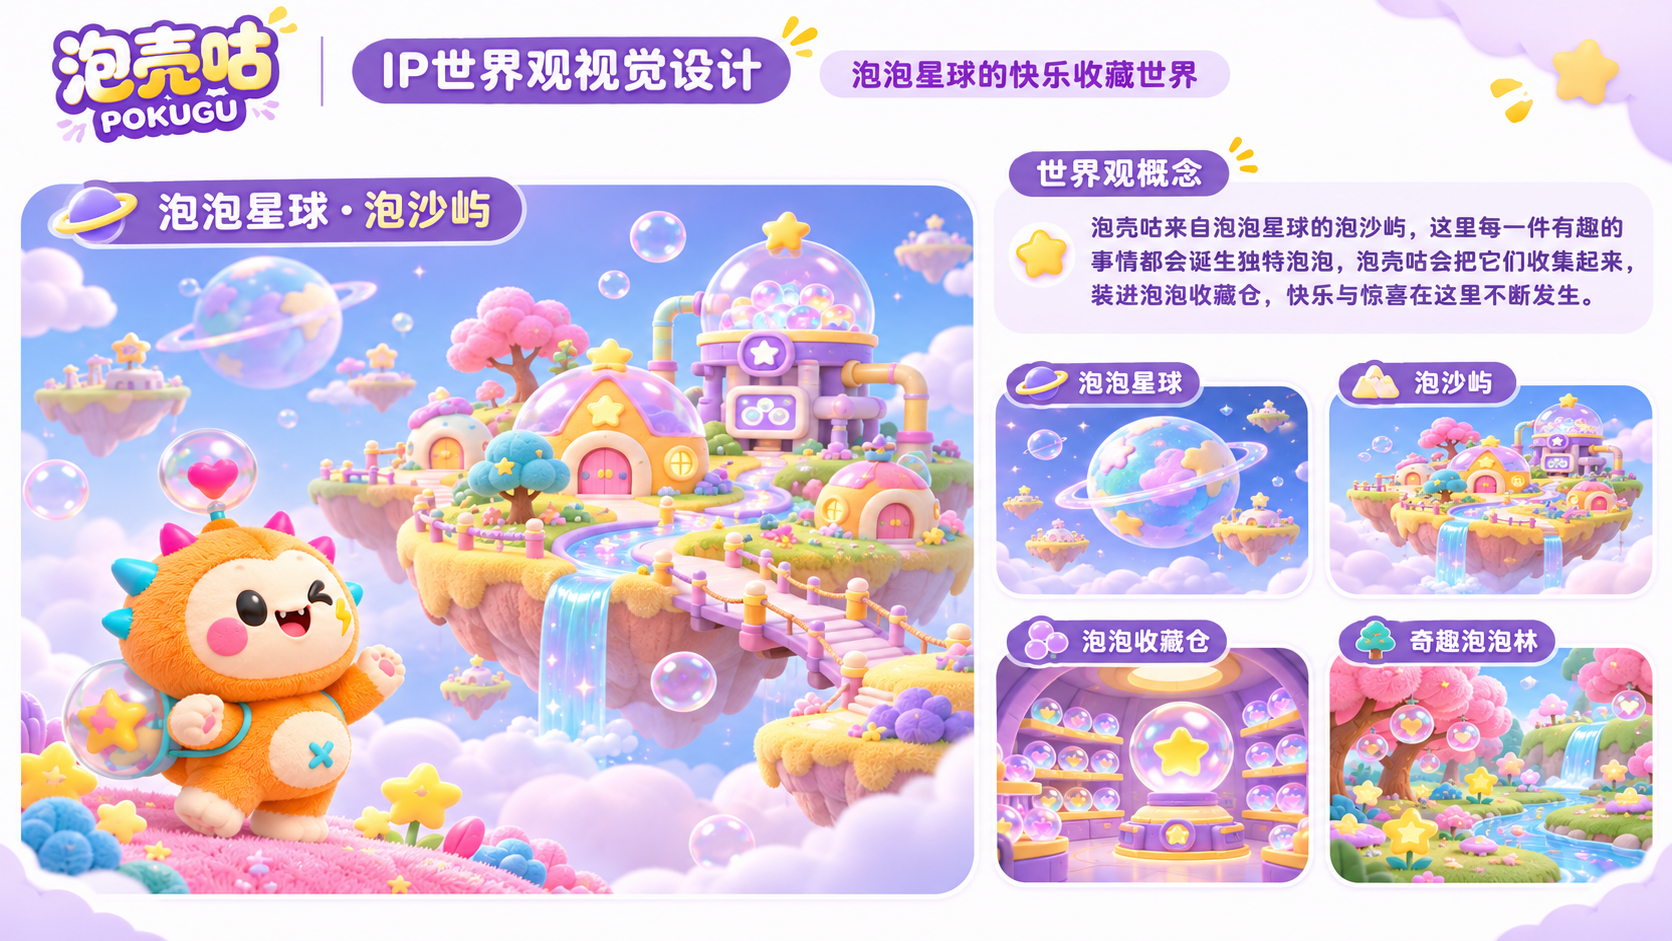 泡壳咕
POKUGU
IP世界观视觉设计
泡泡星球的快乐收藏世界
泡泡星球·泡沙屿
世界观概念
泡壳咕来自泡泡星球的泡沙屿，这里每一件有趣的
事情都会诞生独特泡泡，泡壳咕会把它们收集起来，
装进泡泡收藏仓，快乐与惊喜在这里不断发生。
泡泡星球
泡沙屿
泡泡收藏仓
奇趣泡泡林